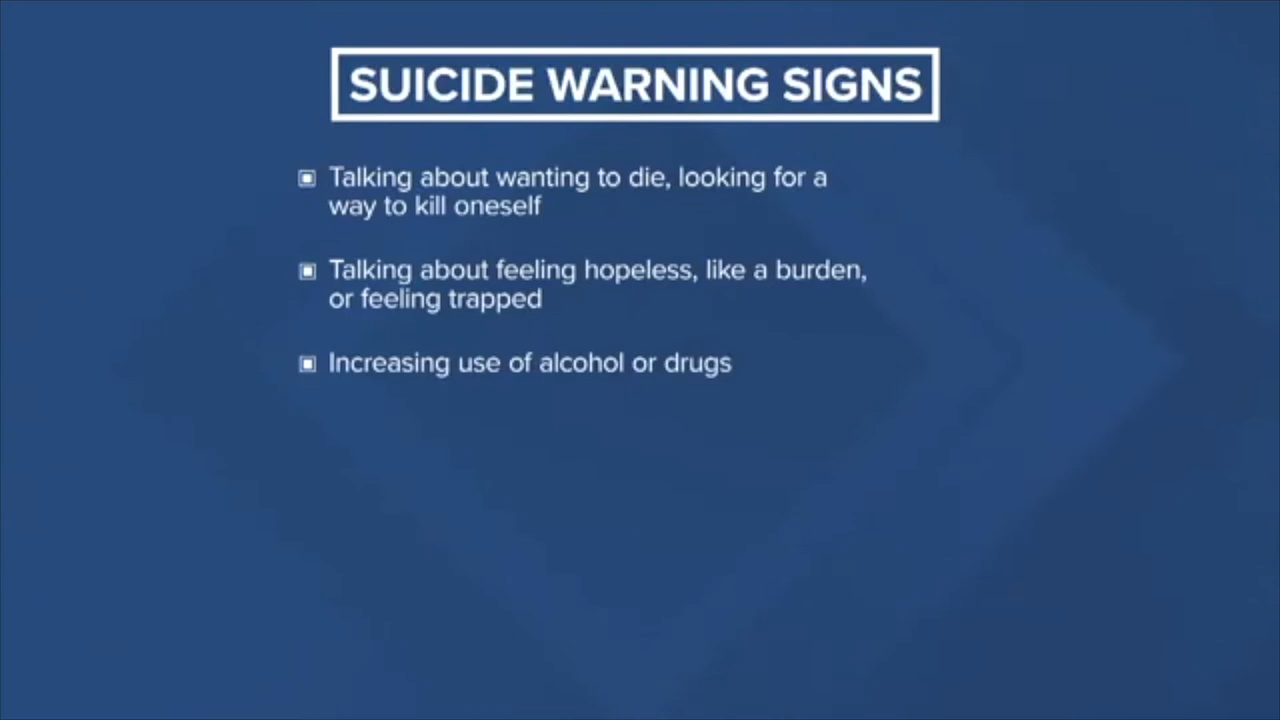 SUICIDE WARNING SIGNS
Talking about wanting to die, looking for a
way to kill oneself
Talking about feeling hopeless, like a burden,
or feeling trapped
Increasing use of alcohol or drugs